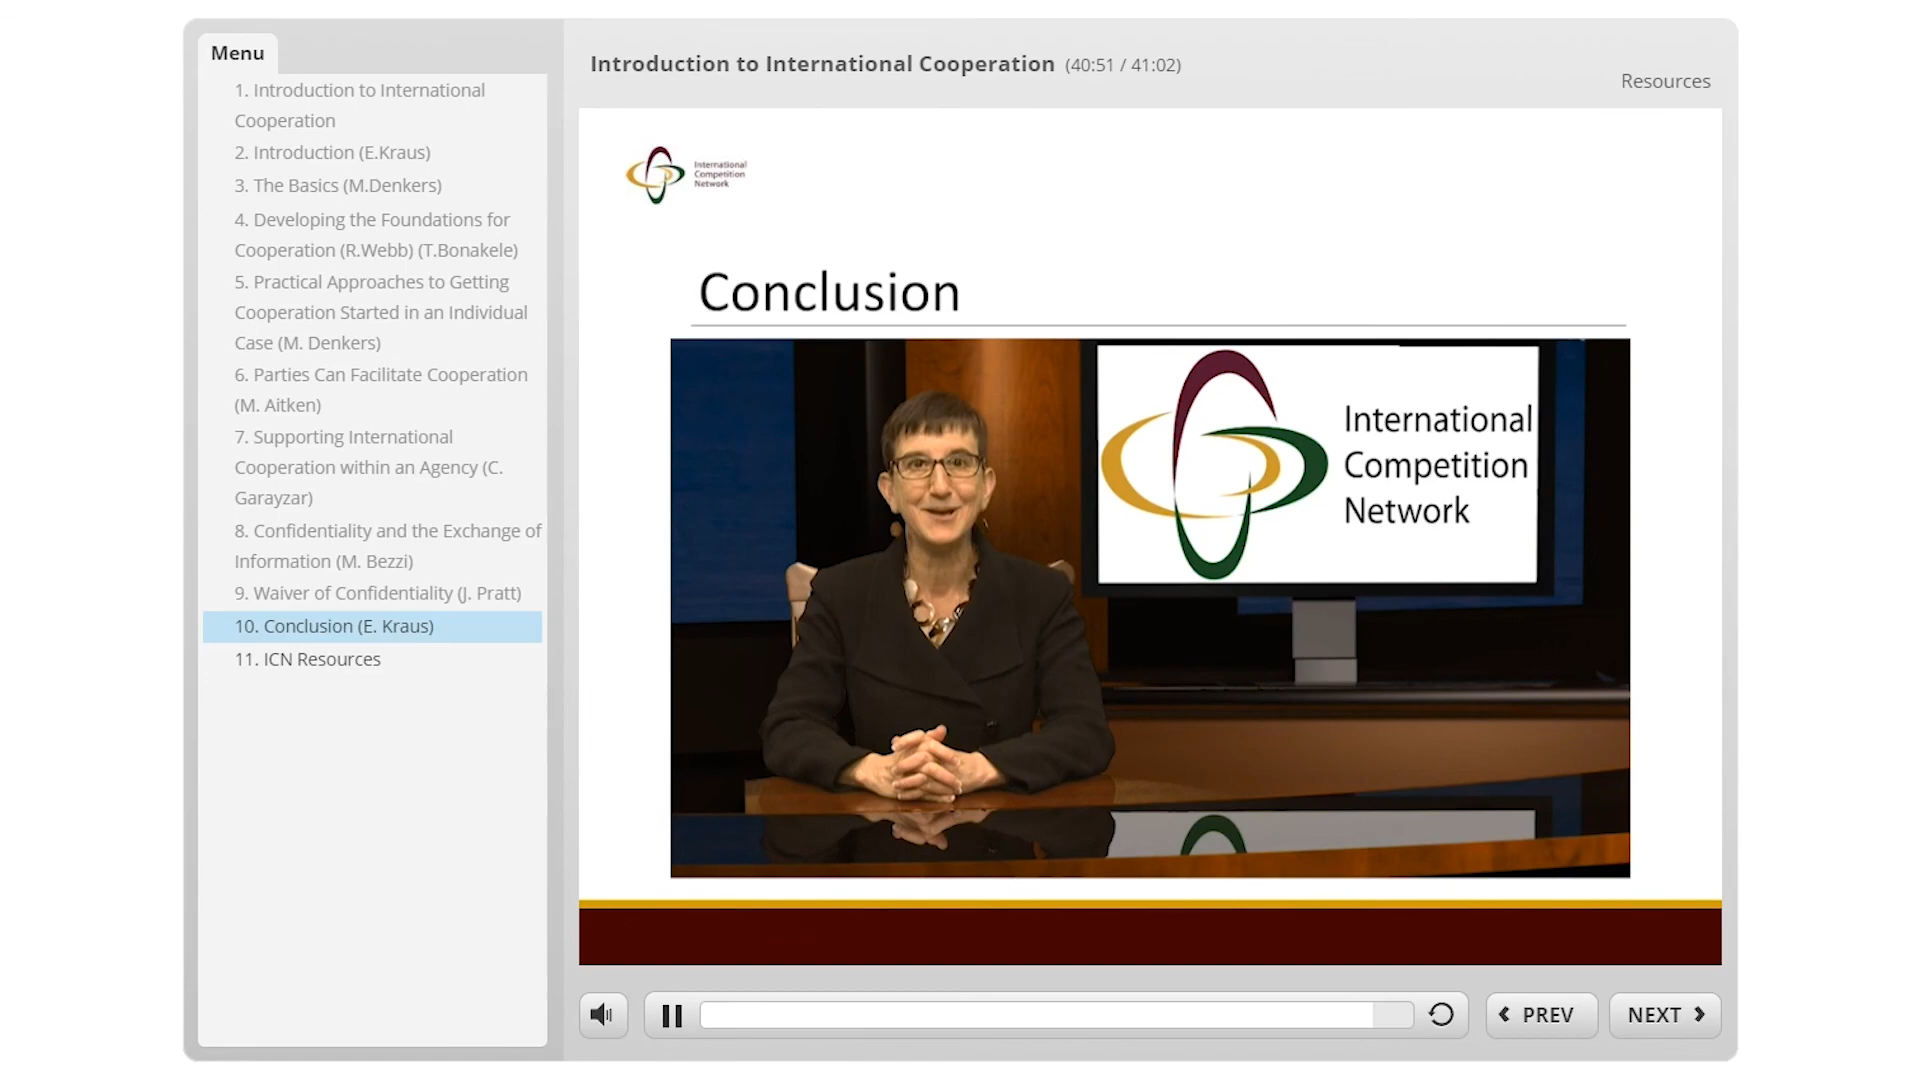 Menu
1. Introduction to International
Cooperation
2. Introduction (E.Kraus)
3. The Basics (M.Denkers)
4. Developing the Foundations for
Cooperation (R.Webb) (T.Bonakele)
5. Practical Approaches to Getting
Cooperation Started in an Individual
Case (M. Denkers)
6. Parties Can Facilitate Cooperation
(M. Aitken)
7. Supporting International
Cooperation within an Agency (C.
Garayzar)
8. Confidentiality and the Exchange of
Information (M. Bezzi)
9. Waiver of Confidentiality (J. Pratt)
10. Conclusion (E. Kraus)
11. ICN Resources
Introduction to International Cooperation (40:51 / 41:02)
Resources
International
Competition
Network
Conclusion
International
Competition
Network
PREV
NEXT